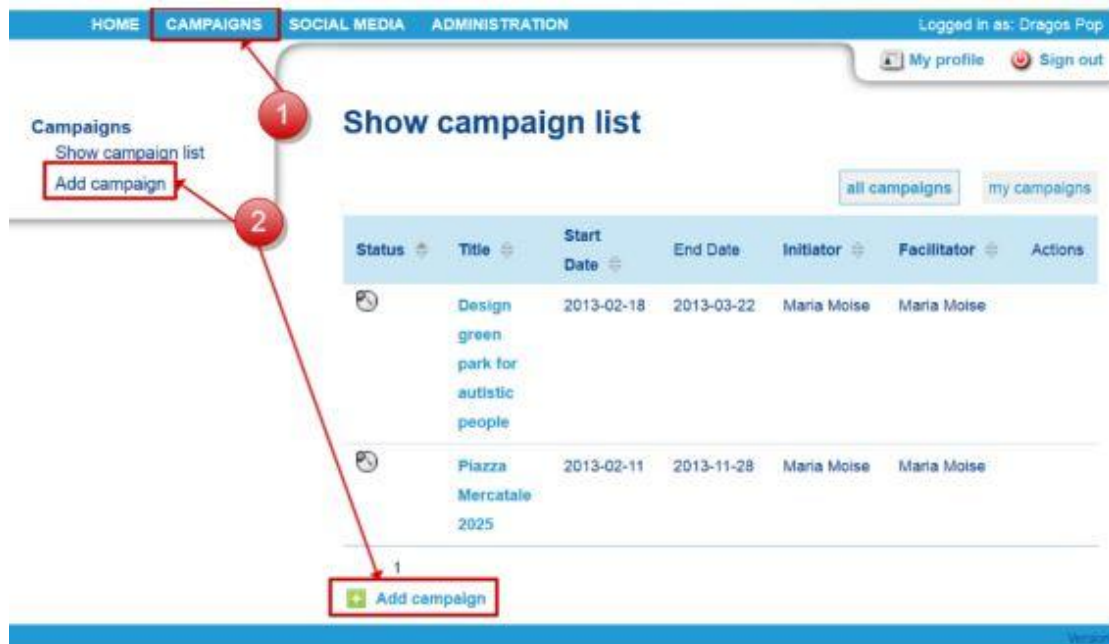 HOME CAMPAIGNS SOCIAL MEDIA ADMINISTRATION Logged in as: Dragos Pop
My profile Sign out
1
Campaigns
Show campaign list
Add campaign
2
Show campaign list
all campaigns my campaigns
Status Title Start Date End Date Initiator Facilitator Actions
Design 2013-02-18 2013-03-22 Maria Moise Maria Moise
green
park for
autistic
people
Piazza 2013-02-11 2013-11-28 Maria Moise Maria Moise
Mercatale
2025
1
Add campaign
Version